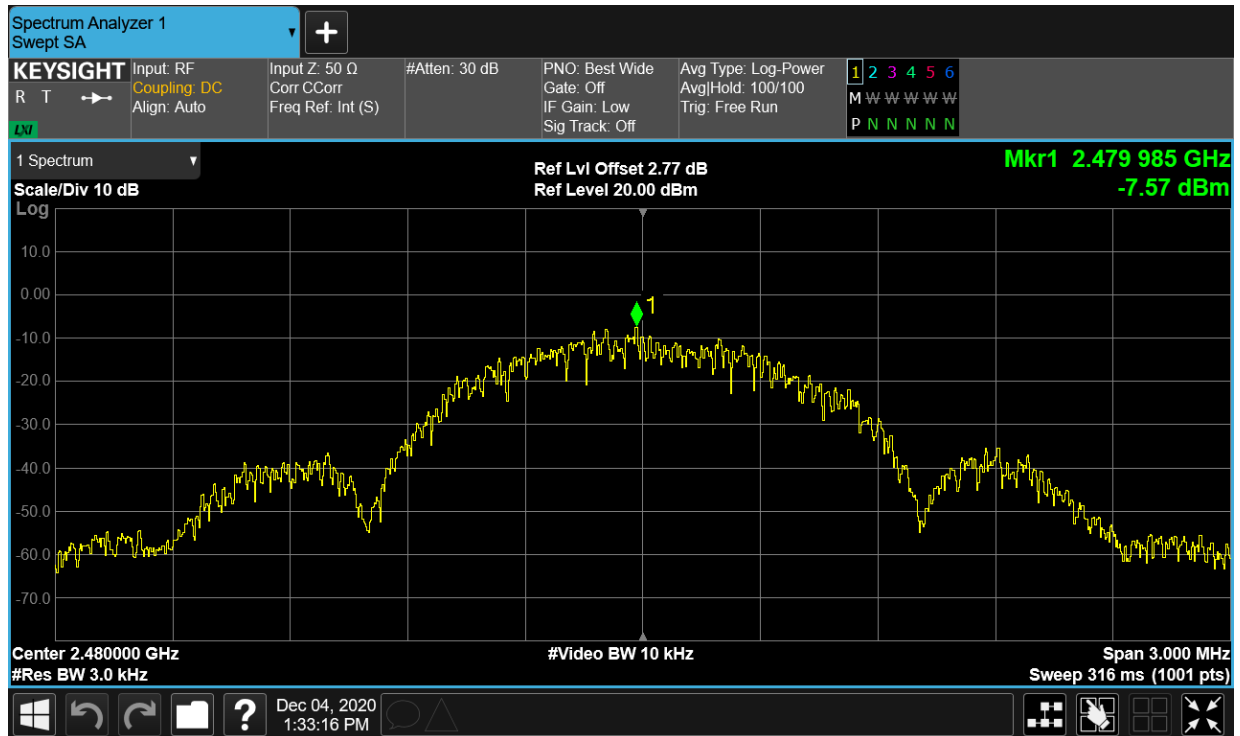 Spectrum Analyzer 1
Swept SA
KEYSIGHT
R T
LXI
Input: RF
Coupling: DC
Align: Auto
Input Z: 50 Ω
Corr CCorr
Freq Ref: Int (S)
#Atten: 30 dB
PNO: Best Wide
Gate: Off
IF Gain: Low
Sig Track: Off
Avg Type: Log-Power
Avg|Hold: 100/100
Trig: Free Run
1 2 3 4 5 6
M W W W W W
P N N N N N
1 Spectrum
Scale/Div 10 dB
Log
Ref Lvl Offset 2.77 dB
Ref Level 20.00 dBm
Mkr1 2.479 985 GHz
-7.57 dBm
10.0
0.00
1
-10.0
-20.0
-30.0
-40.0
-50.0
-60.0
-70.0
Center 2.480000 GHz
#Res BW 3.0 kHz
#Video BW 10 kHz
Span 3.000 MHz
Sweep 316 ms (1001 pts)
?
Dec 04, 2020
1:33:16 PM